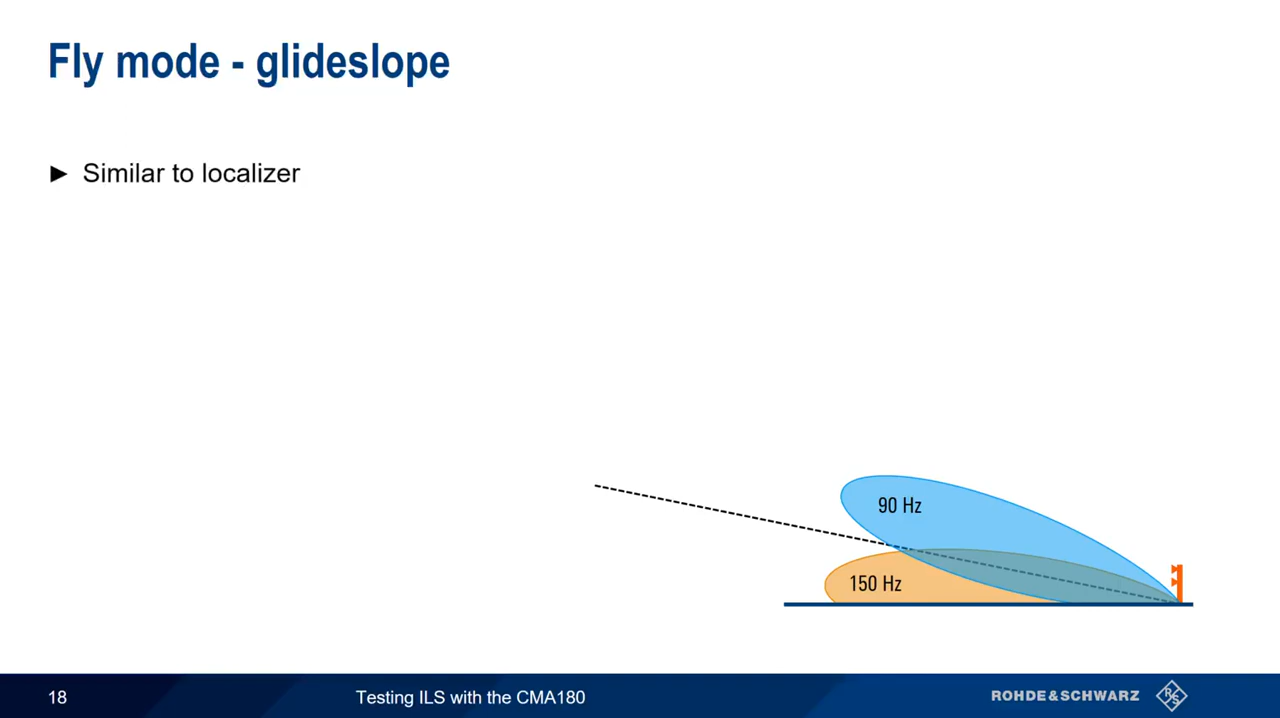 Fly mode - glideslope
► Similar to localizer
90 Hz
150 Hz
18
Testing ILS with the CMA180
ROHDE&SCHWARZ
R&S